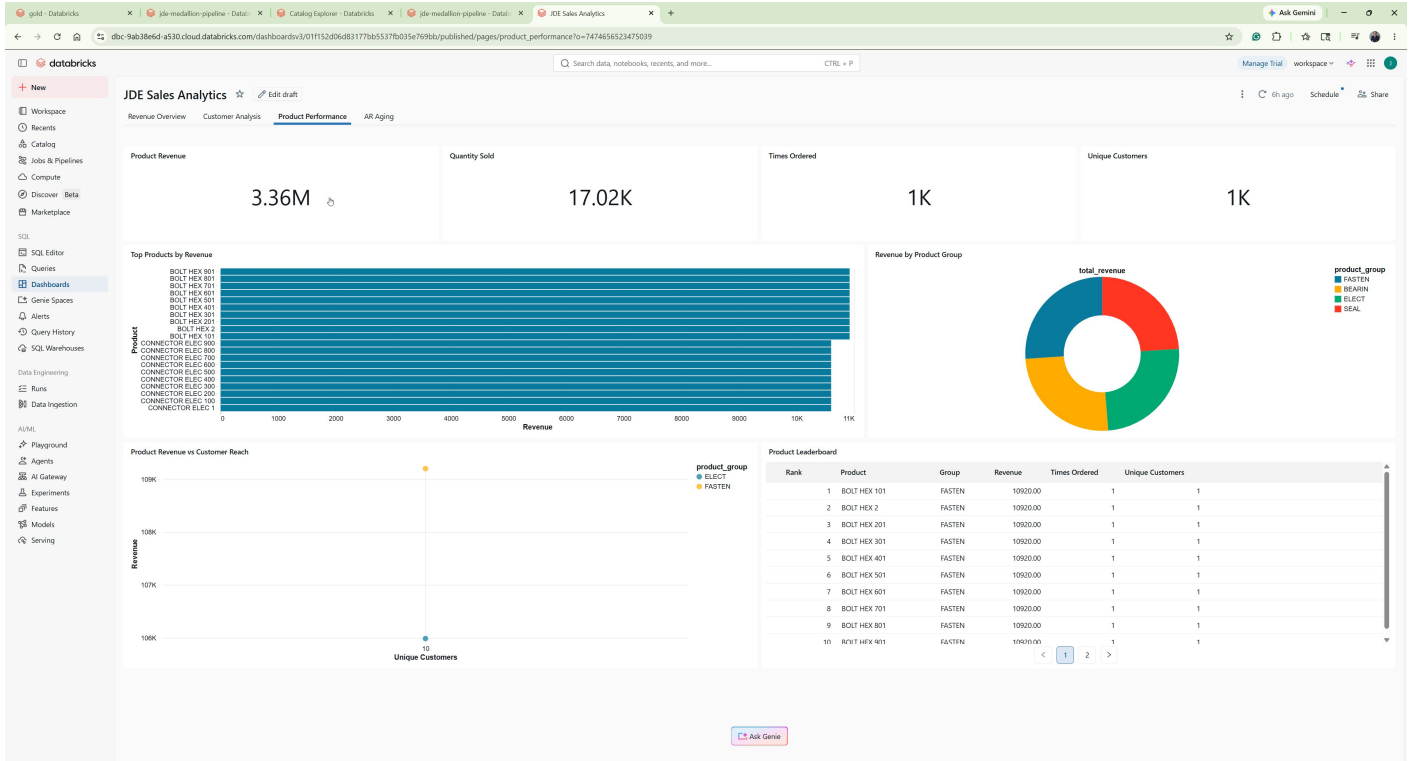 gold - Databricks
jde-medallion-pipeline - Datab
Catalog Explorer - Databricks
jde-medallion-pipeline - Datab
JDE Sales Analytics
Ask Gemini
dbc-9ab38e6d-a530.cloud.databricks.com/dashboardsv3/01f152d06d83177bb5537fb035e769bb/published/pages/product_performance?o=7474656523475039
databricks
Search data, notebooks, recents, and more...
CTRL + P
Manage Trial
workspace
J
New
Workspace
Recents
Catalog
Jobs & Pipelines
Compute
Discover Beta
Marketplace
SQL
SQL Editor
Queries
Dashboards
Genie Spaces
Alerts
Query History
SQL Warehouses
Data Engineering
Runs
Data Ingestion
AI/ML
Playground
Agents
AI Gateway
Experiments
Features
Models
Serving
JDE Sales Analytics
Edit draft
6h ago
Schedule
Share
Revenue Overview
Customer Analysis
Product Performance
AR Aging
Product Revenue
3.36M
Quantity Sold
17.02K
Times Ordered
1K
Unique Customers
1K
Top Products by Revenue
Product
BOLT HEX 901
BOLT HEX 801
BOLT HEX 701
BOLT HEX 601
BOLT HEX 501
BOLT HEX 401
BOLT HEX 301
BOLT HEX 201
BOLT HEX 2
BOLT HEX 101
CONNECTOR ELEC 900
CONNECTOR ELEC 800
CONNECTOR ELEC 700
CONNECTOR ELEC 600
CONNECTOR ELEC 500
CONNECTOR ELEC 400
CONNECTOR ELEC 300
CONNECTOR ELEC 200
CONNECTOR ELEC 100
CONNECTOR ELEC 1
0 1000 2000 3000 4000 5000 6000 7000 8000 9000 10K 11K
Revenue
Revenue by Product Group
total_revenue
product_group
FASTEN
BEARIN
ELECT
SEAL
Product Revenue vs Customer Reach
product_group
ELECT
FASTEN
Revenue
109K
108K
107K
106K
10
Unique Customers
Product Leaderboard
Rank Product Group Revenue Times Ordered Unique Customers
1 BOLT HEX 101 FASTEN 10920.00 1 1
2 BOLT HEX 2 FASTEN 10920.00 1 1
3 BOLT HEX 201 FASTEN 10920.00 1 1
4 BOLT HEX 301 FASTEN 10920.00 1 1
5 BOLT HEX 401 FASTEN 10920.00 1 1
6 BOLT HEX 501 FASTEN 10920.00 1 1
7 BOLT HEX 601 FASTEN 10920.00 1 1
8 BOLT HEX 701 FASTEN 10920.00 1 1
9 BOLT HEX 801 FASTEN 10920.00 1 1
10 BOLT HEX 901 FASTEN 10920.00 1 1
1 2
Ask Genie